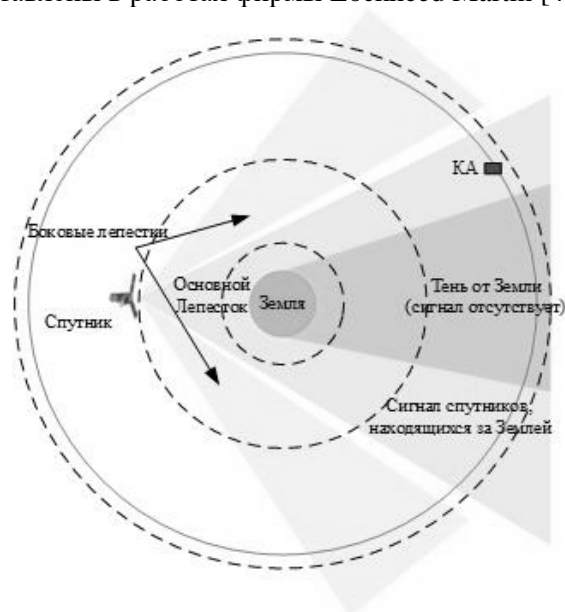 КА
Боковые лепестки
Основной
Лепесток
Земля
Тень от Земли
(сигнал отсутствует)
Спутник
Сигнал спутников,
находящихся за Землей